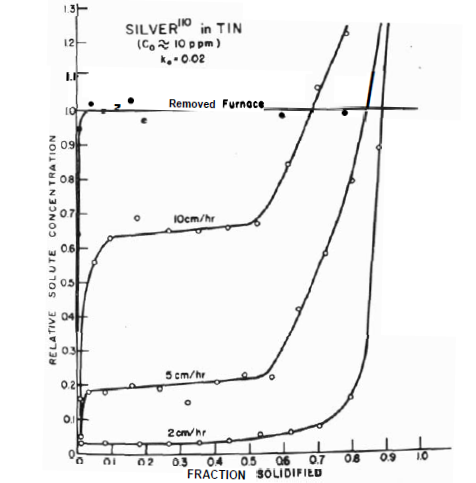 SILVER¹¹⁰ in TIN
(C₀ ≈ 10 ppm)
k₀ = 0.02
1.3
1.2
1.1
1.0
Removed Furnace
0.9
0.8
0.7
10cm/hr
0.6
0.5
0.4
0.3
5 cm/hr
0.2
0.1
2 cm/hr
0
RELATIVE SOLUTE CONCENTRATION
0 0.1 0.2 0.3 0.4 0.5 0.6 0.7 0.8 0.9 1.0
FRACTION SOLIDIFIED